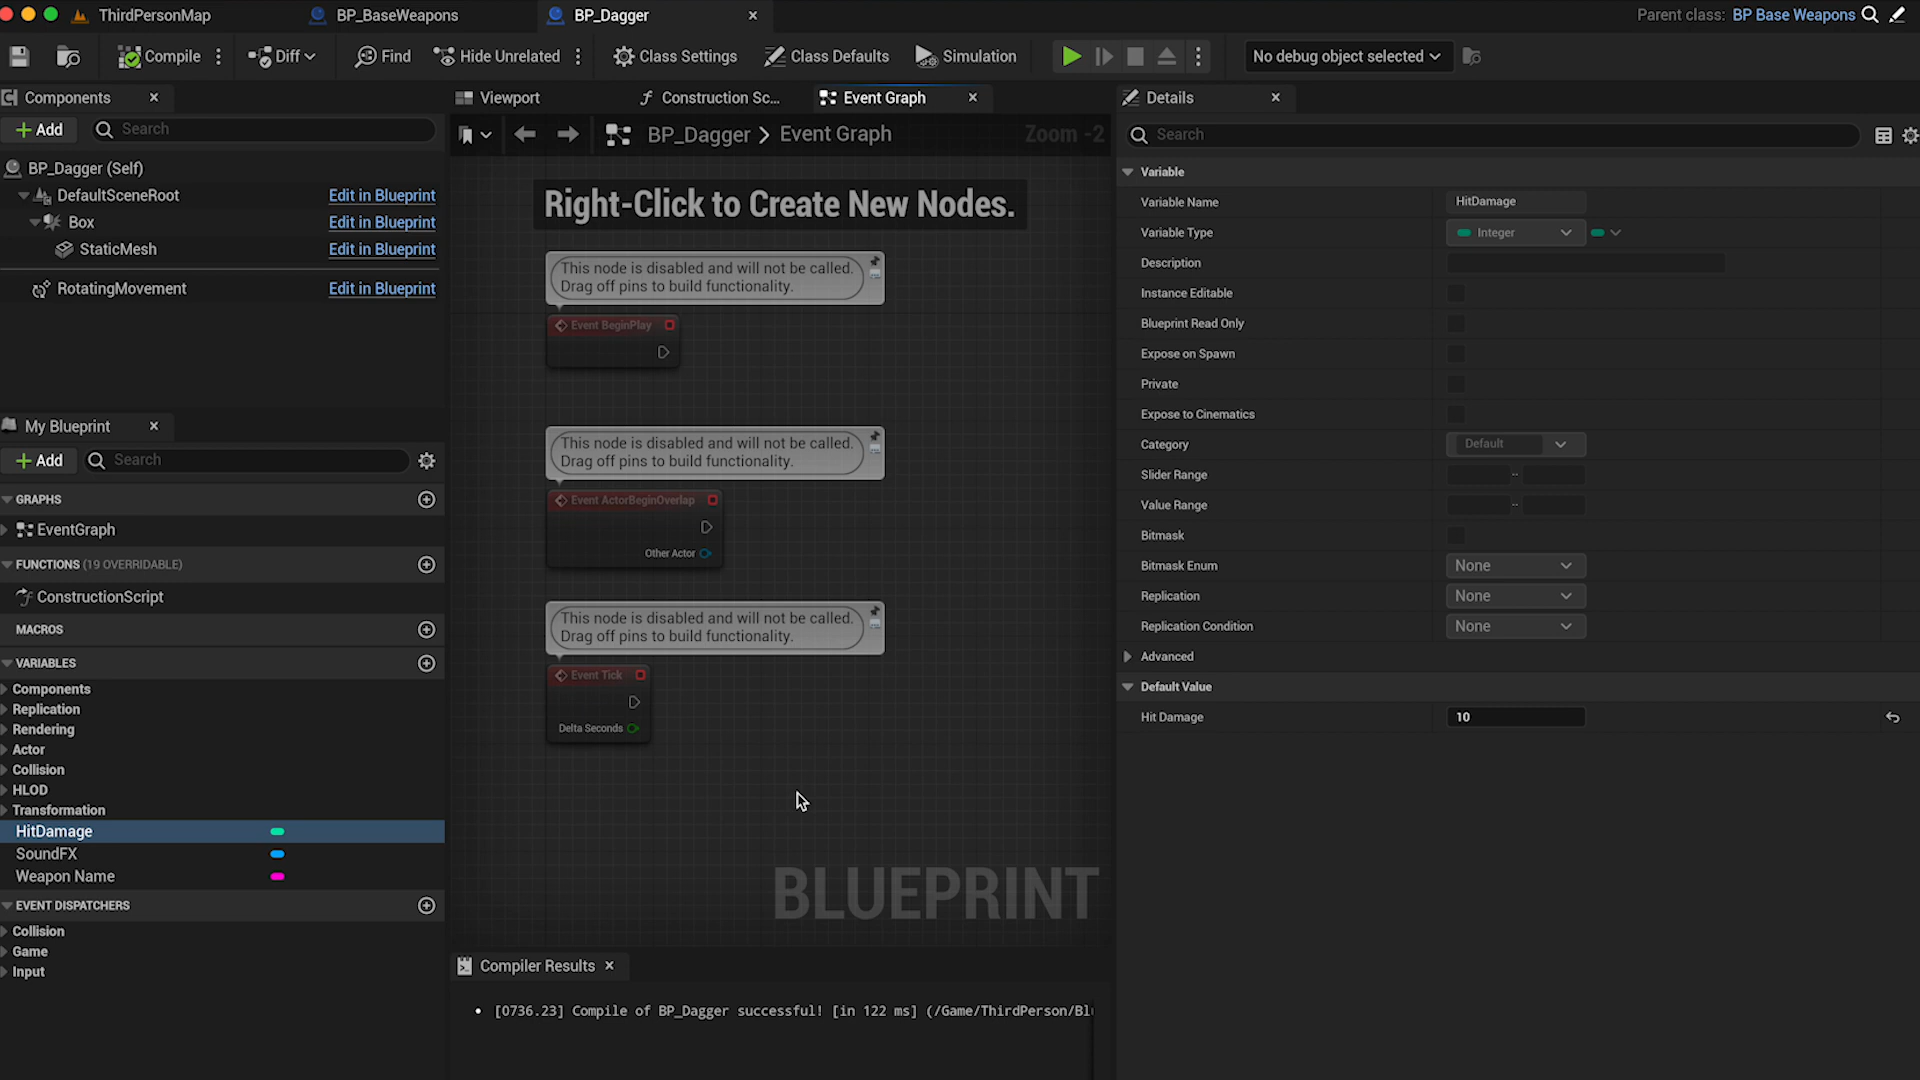 ThirdPersonMap
BP_BaseWeapons
BP_Dagger
Parent class: BP Base Weapons
Compile
Diff
Find
Hide Unrelated
Class Settings
Class Defaults
Simulation
No debug object selected
Components
Add
Search
BP_Dagger (Self)
DefaultSceneRoot Edit in Blueprint
Box Edit in Blueprint
StaticMesh Edit in Blueprint
RotatingMovement Edit in Blueprint
My Blueprint
Add
Search
GRAPHS
EventGraph
FUNCTIONS (19 OVERRIDABLE)
ConstructionScript
MACROS
VARIABLES
Components
Replication
Rendering
Actor
Collision
HLOD
Transformation
HitDamage
SoundFX
Weapon Name
EVENT DISPATCHERS
Collision
Game
Input
Viewport
Construction Sc...
Event Graph
BP_Dagger > Event Graph
Zoom -2
Right-Click to Create New Nodes.
This node is disabled and will not be called.
Drag off pins to build functionality.
Event BeginPlay
This node is disabled and will not be called.
Drag off pins to build functionality.
Event ActorBeginOverlap
Other Actor
This node is disabled and will not be called.
Drag off pins to build functionality.
Event Tick
Delta Seconds
BLUEPRINT
Compiler Results
• [0736.23] Compile of BP_Dagger successful! [in 122 ms] (/Game/ThirdPerson/Bl
Details
Search
Variable
Variable Name HitDamage
Variable Type Integer
Description
Instance Editable
Blueprint Read Only
Expose on Spawn
Private
Expose to Cinematics
Category Default
Slider Range ..
Value Range ..
Bitmask
Bitmask Enum None
Replication None
Replication Condition None
Advanced
Default Value
Hit Damage 10